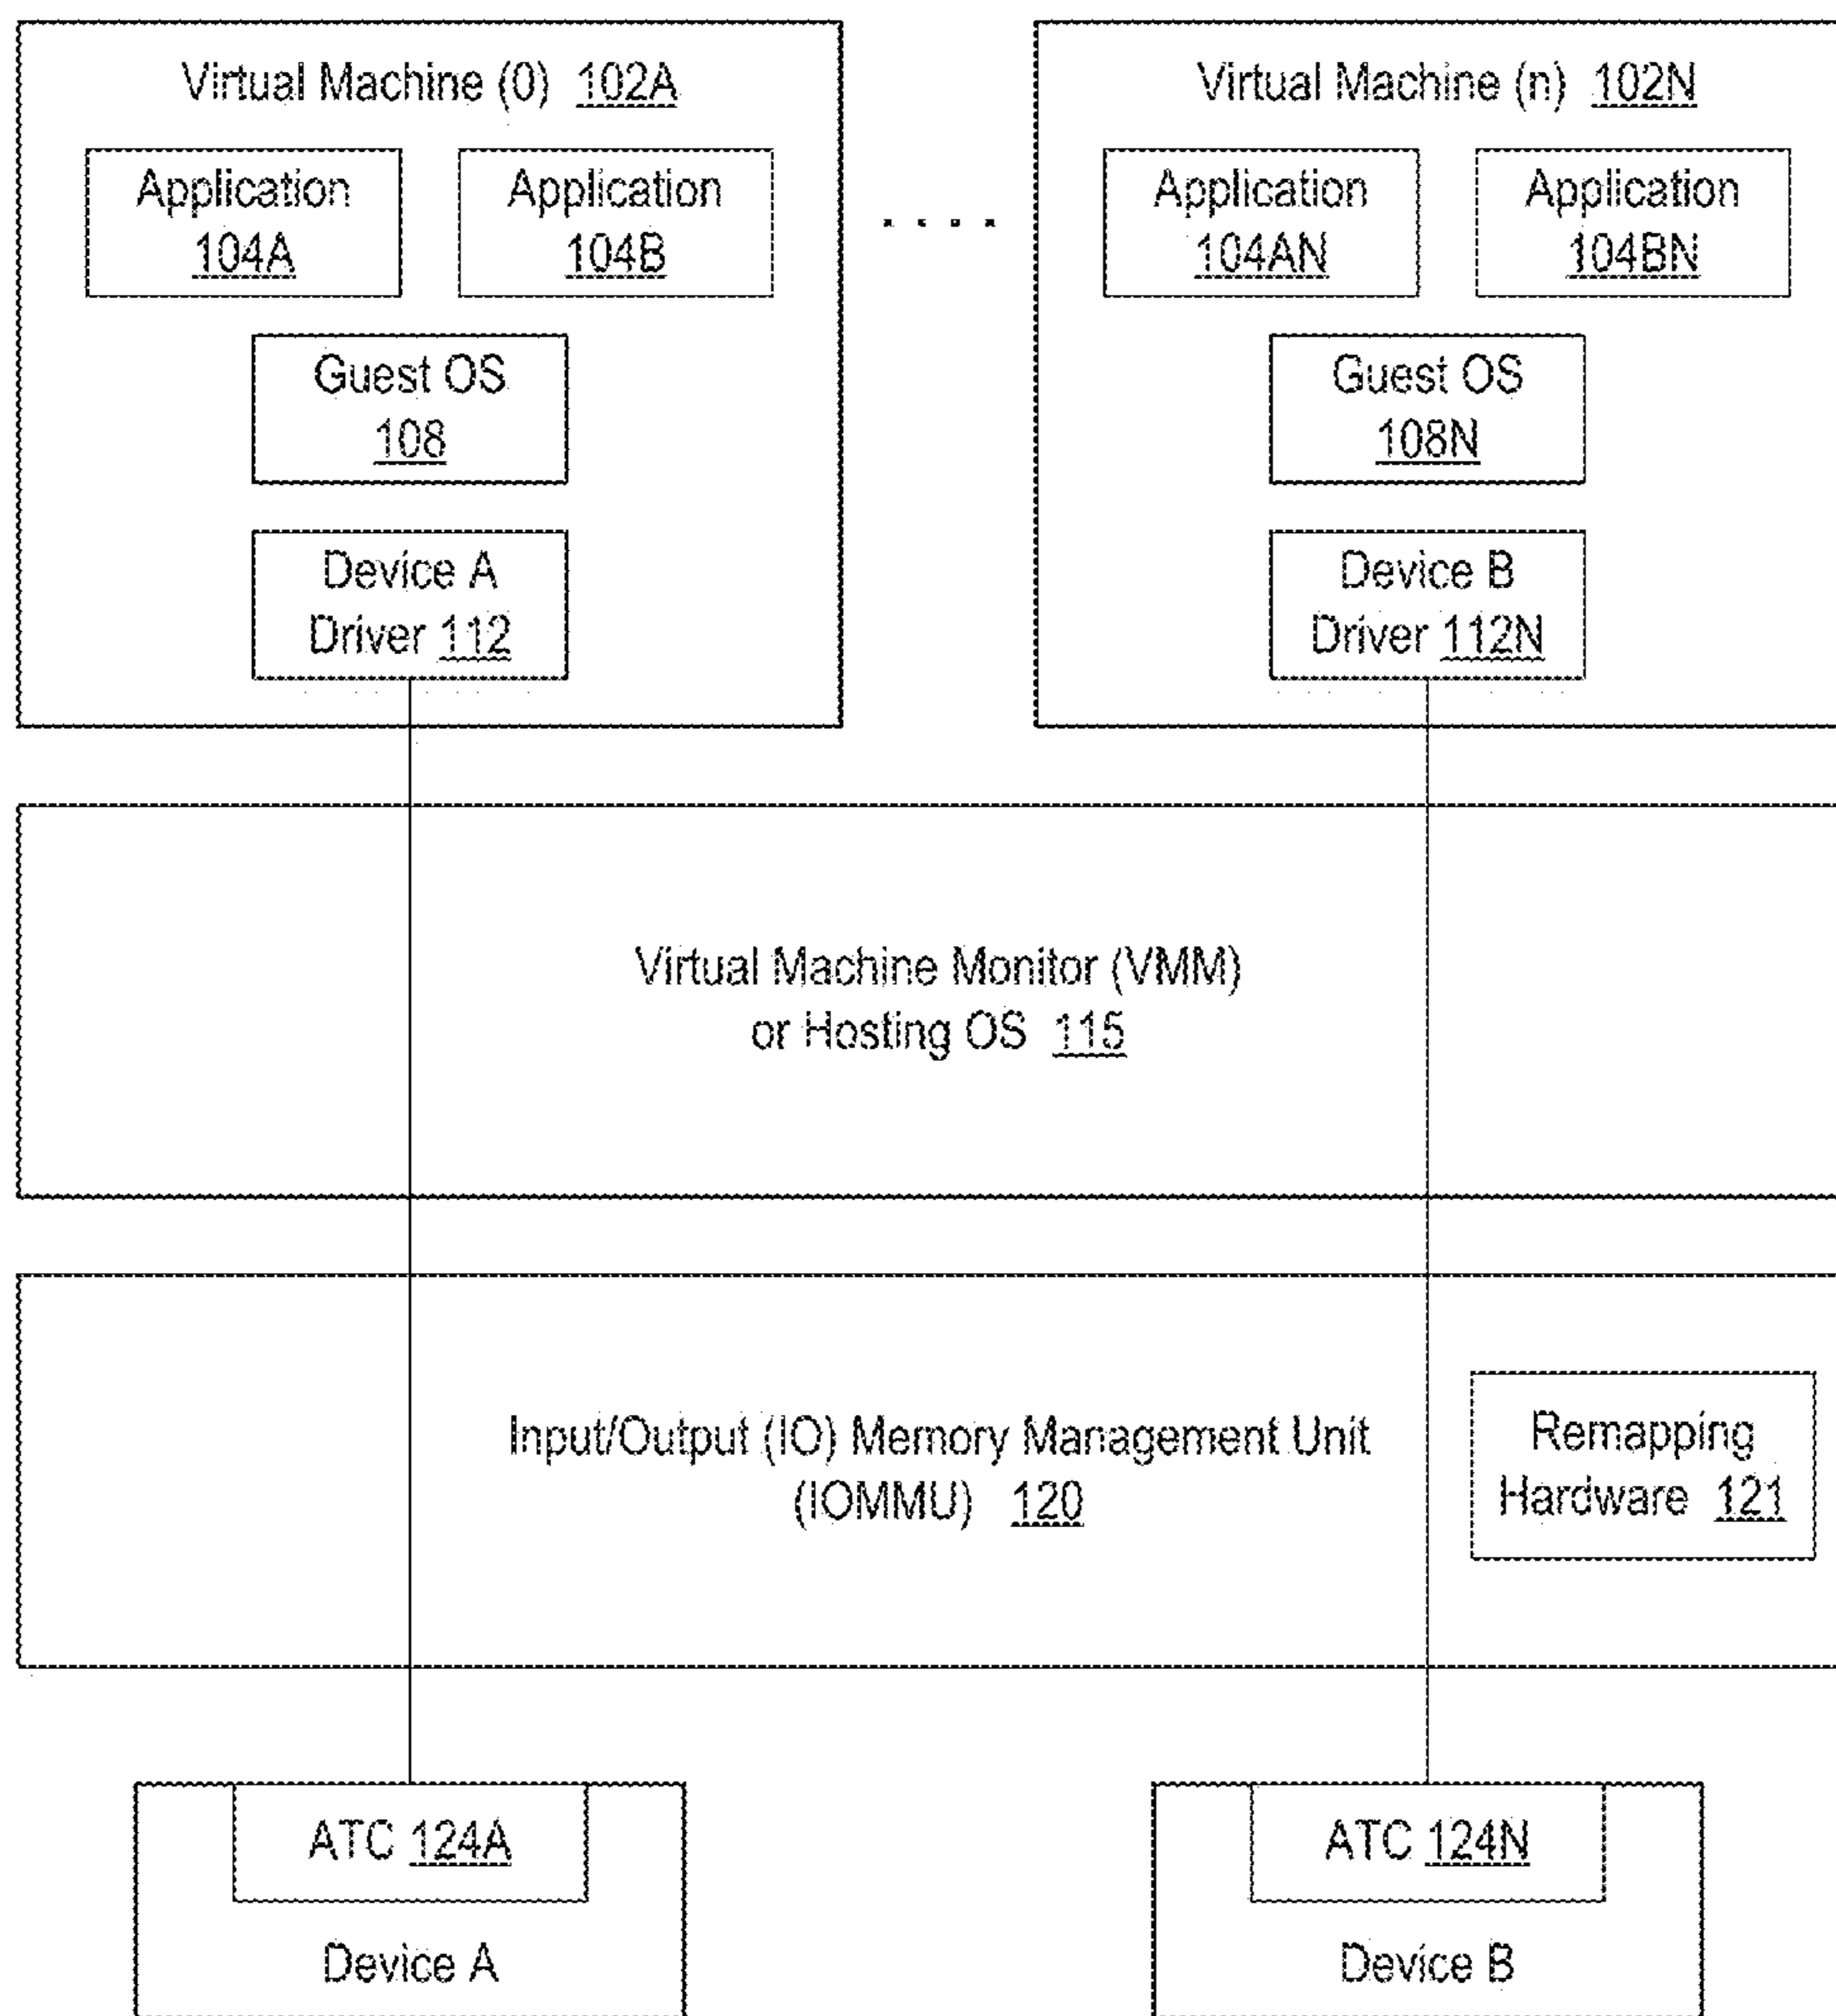 Virtual Machine (0) 102A
Application
104A
Application
104B
Guest OS
108
Device A
Driver 112
. . . .
Virtual Machine (n) 102N
Application
104AN
Application
104BN
Guest OS
108N
Device B
Driver 112N
Virtual Machine Monitor (VMM)
or Hosting OS 115
Input/Output (IO) Memory Management Unit
(IOMMU) 120
Remapping
Hardware 121
ATC 124A
Device A
ATC 124N
Device B